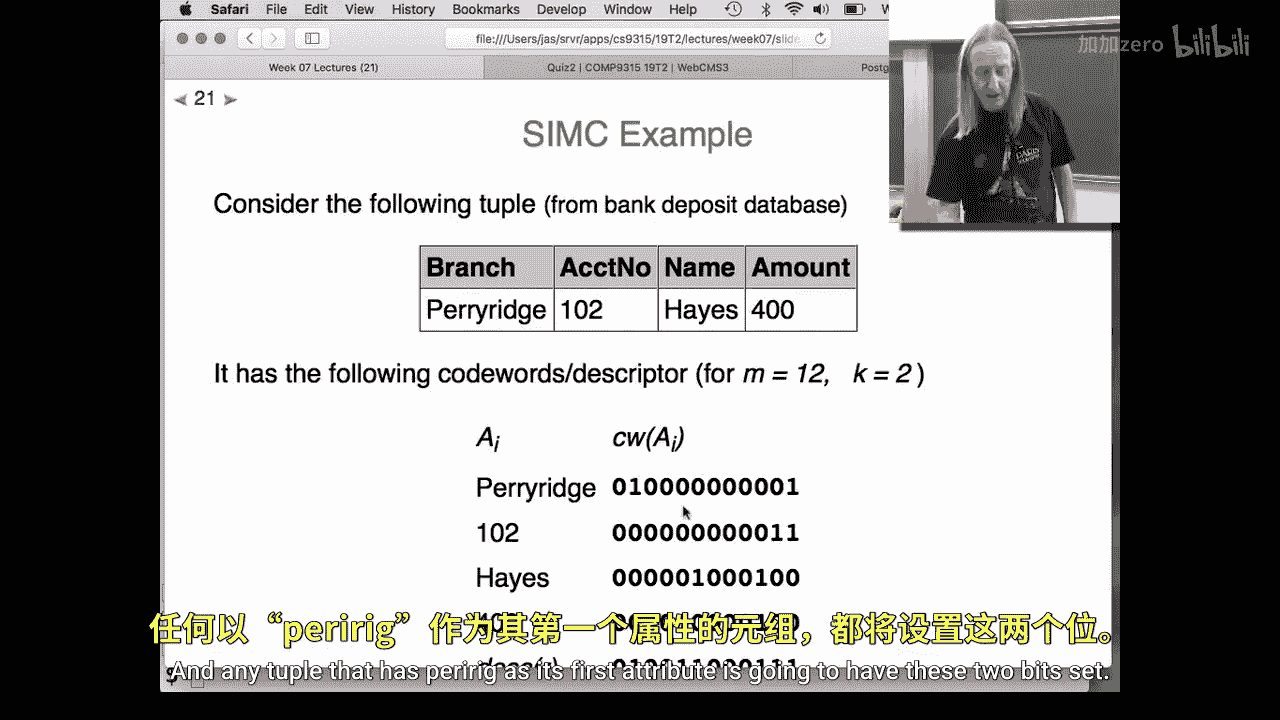 Safari File Edit View History Bookmarks Develop Window Help
加加zero bilibili
file:///Users/jas/srvr/apps/cs9315/19T2/lectures/week07/slide
Week 07 Lectures (21) Quiz2 | COMP9315 19T2 | WebCMS3 Postg
21
SIMC Example
Consider the following tuple (from bank deposit database)
Branch AcctNo Name Amount
Perryridge 102 Hayes 400
It has the following codewords/descriptor (for m = 12, k = 2 )
Ai cw(Ai)
Perryridge 010000000001
102 000000000011
Hayes 000001000100
任何以“peririg”作为其第一个属性的元组，都将设置这两个位。
And any tuple that has peririg as its first attribute is going to have these two bits set.